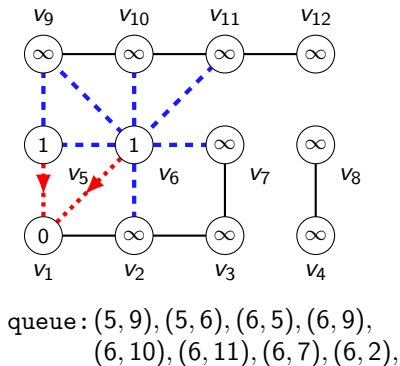 v₉ v₁₀ v₁₁ v₁₂
∞ ∞ ∞ ∞
1 1 ∞ ∞
v₅ v₆ v₇ v₈
0 ∞ ∞ ∞
v₁ v₂ v₃ v₄
queue: (5, 9), (5, 6), (6, 5), (6, 9),
(6, 10), (6, 11), (6, 7), (6, 2),